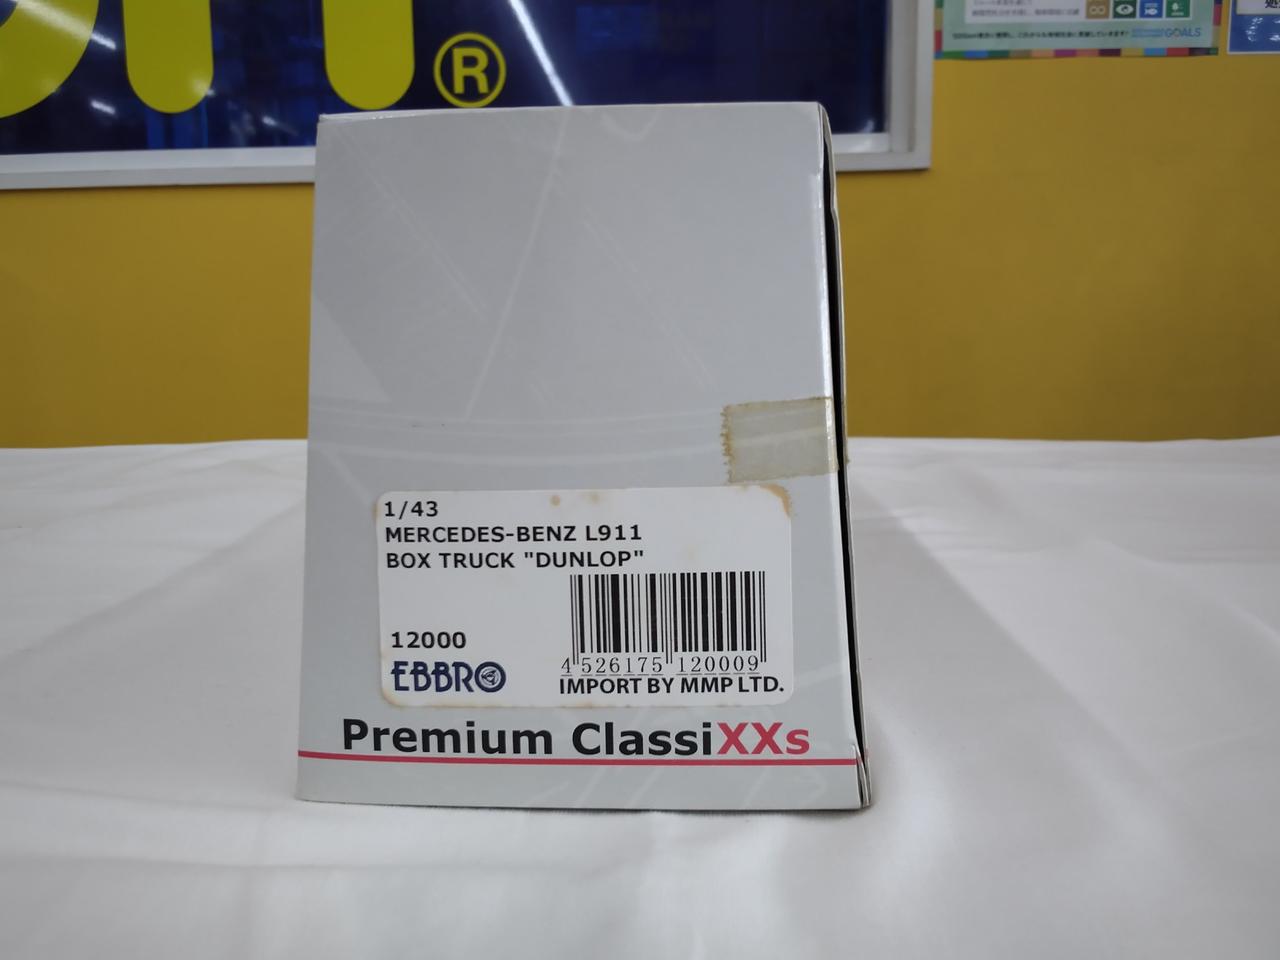 ®
GOALS
1/43
MERCEDES-BENZ L911
BOX TRUCK "DUNLOP"
12000
EBBRO
4 526175 120009
IMPORT BY MMP LTD.
Premium ClassiXXs